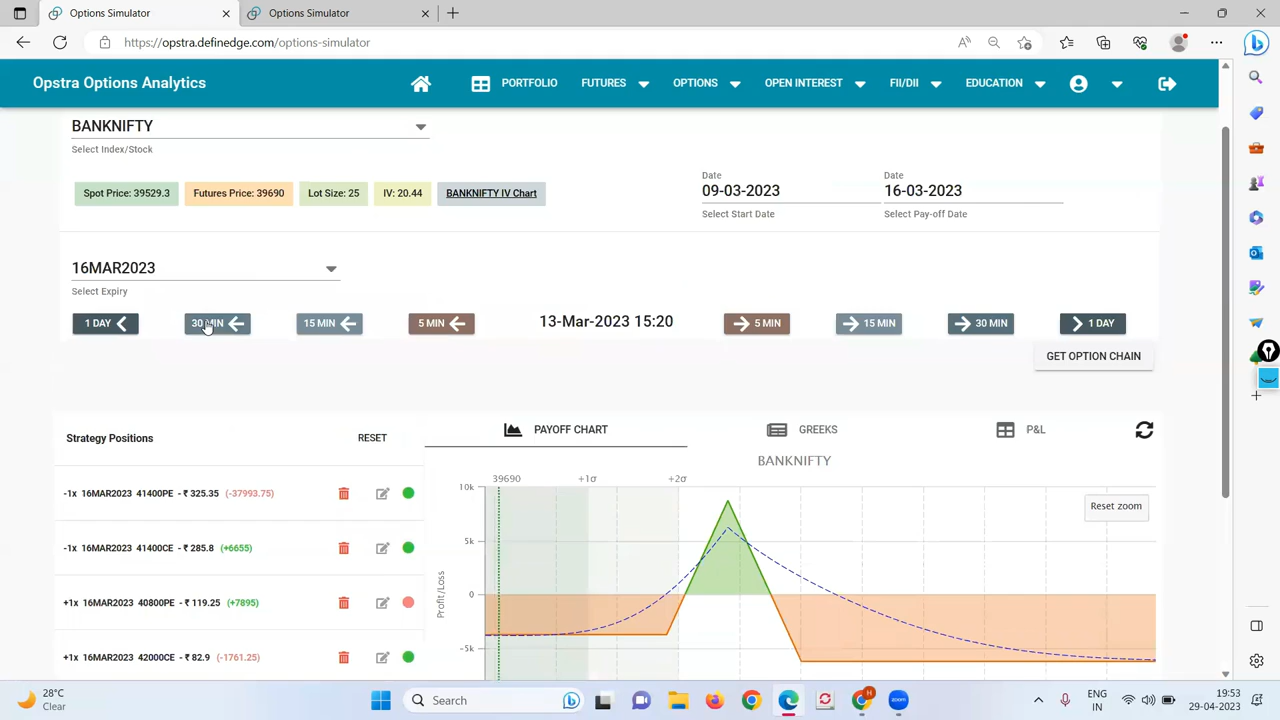 Options Simulator
Options Simulator
https://opstra.definedge.com/options-simulator
Opstra Options Analytics
PORTFOLIO
FUTURES
OPTIONS
OPEN INTEREST
FII/DII
EDUCATION
BANKNIFTY
Select Index/Stock
Spot Price: 39529.3
Futures Price: 39690
Lot Size: 25
IV: 20.44
BANKNIFTY IV Chart
Date
09-03-2023
Select Start Date
Date
16-03-2023
Select Pay-off Date
16MAR2023
Select Expiry
1 DAY
30 MIN
15 MIN
5 MIN
13-Mar-2023 15:20
5 MIN
15 MIN
30 MIN
1 DAY
GET OPTION CHAIN
Strategy Positions
RESET
PAYOFF CHART
GREEKS
P&L
BANKNIFTY
-1x 16MAR2023 41400PE - ₹ 325.35 (-37993.75)
-1x 16MAR2023 41400CE - ₹ 285.8 (+6655)
+1x 16MAR2023 40800PE - ₹ 119.25 (+7895)
+1x 16MAR2023 42000CE - ₹ 82.9 (-1761.25)
39690
+1σ
+2σ
Reset zoom
10k
5k
0
-5k
Profit/Loss
28°C
Clear
Search
H
zoom
ENG
IN
19:53
29-04-2023